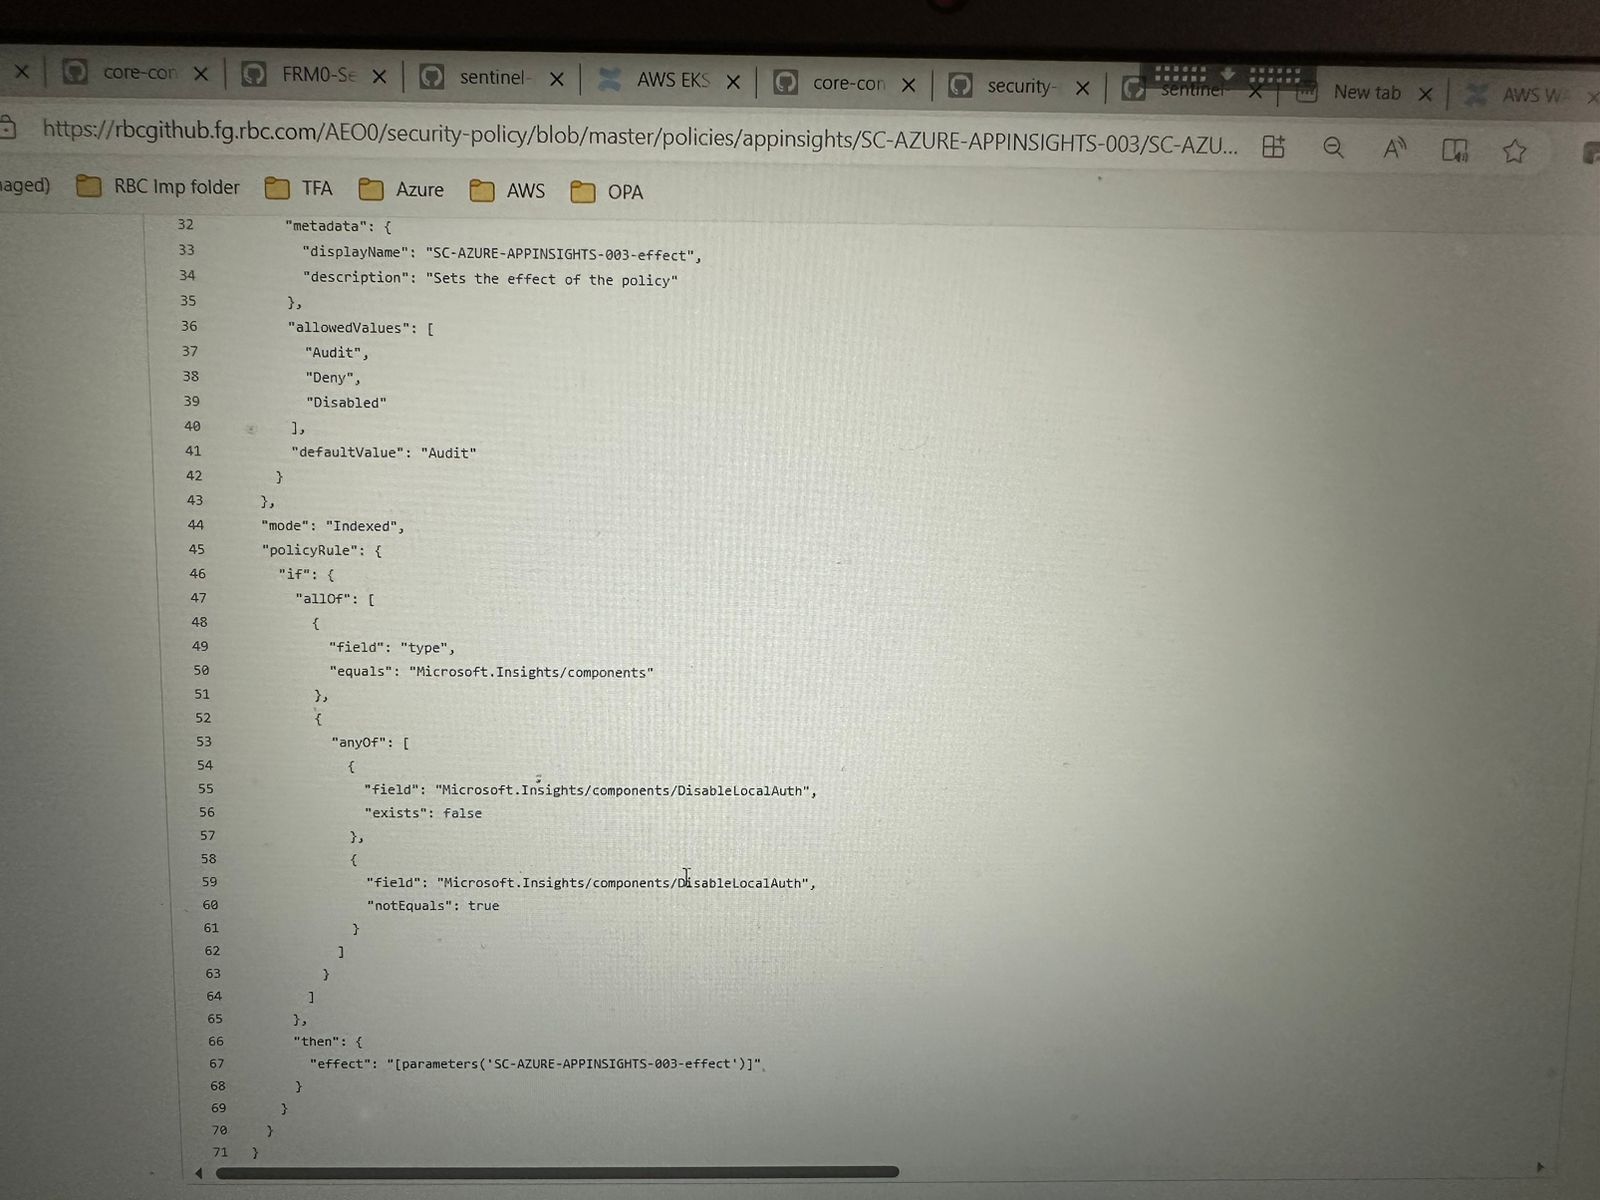 core-con
FRM0-Se
sentinel-
AWS EKS
core-con
security-
sentinel-
New tab
AWS W
https://rbcgithub.fg.rbc.com/AEO0/security-policy/blob/master/policies/appinsights/SC-AZURE-APPINSIGHTS-003/SC-AZU...
naged)
RBC Imp folder
TFA
Azure
AWS
OPA
32 "metadata": {
33 "displayName": "SC-AZURE-APPINSIGHTS-003-effect",
34 "description": "Sets the effect of the policy"
35 },
36 "allowedValues": [
37 "Audit",
38 "Deny",
39 "Disabled"
40 ],
41 "defaultValue": "Audit"
42 }
43 },
44 "mode": "Indexed",
45 "policyRule": {
46 "if": {
47 "allOf": [
48 {
49 "field": "type",
50 "equals": "Microsoft.Insights/components"
51 },
52 {
53 "anyOf": [
54 {
55 "field": "Microsoft.Insights/components/DisableLocalAuth",
56 "exists": false
57 },
58 {
59 "field": "Microsoft.Insights/components/DisableLocalAuth",
60 "notEquals": true
61 }
62 ]
63 }
64 ]
65 },
66 "then": {
67 "effect": "[parameters('SC-AZURE-APPINSIGHTS-003-effect')]"
68 }
69 }
70 }
71 }